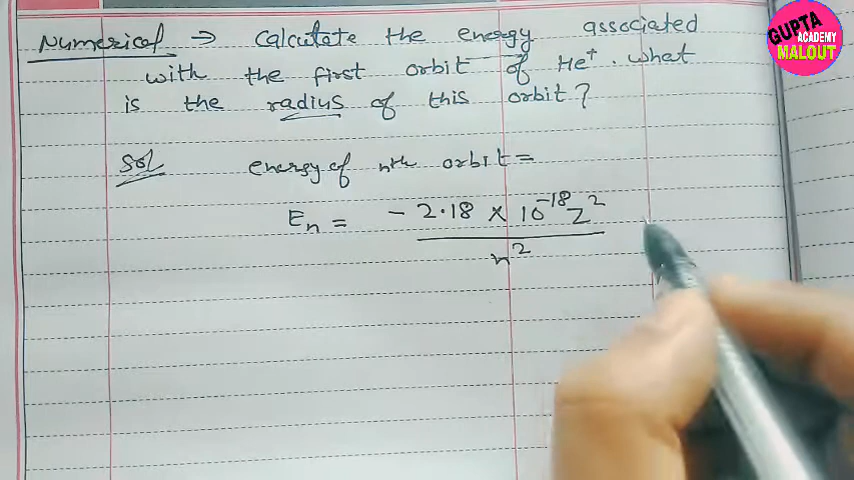 GUPTA
ACADEMY
MALOUT
Numerical → Calculate the energy associated
with the first orbit of He⁺. what
is the radius of this orbit?
Sol energy of nth orbit =
Eₙ = - 2.18 × 10⁻¹⁸ Z²
n²